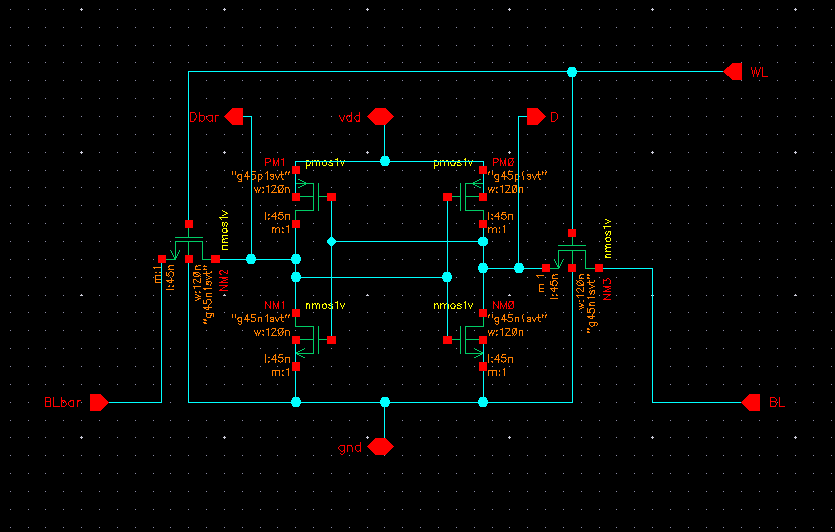 WL
Dbar
vdd
D
PM1
pmos1v
"g45p1svt"
w:120n
l:45n
m:1
pmos1v
PM0
"g45p1svt"
w:120n
l:45n
m:1
nmos1v
NM2
"g45n1svt"
w:120n
l:45n
m:1
nmos1v
NM3
"g45n1svt"
w:120n
l:45n
m:1
NM1
nmos1v
"g45n1svt"
w:120n
l:45n
m:1
nmos1v
NM0
"g45n1svt"
w:120n
l:45n
m:1
BLbar
BL
gnd